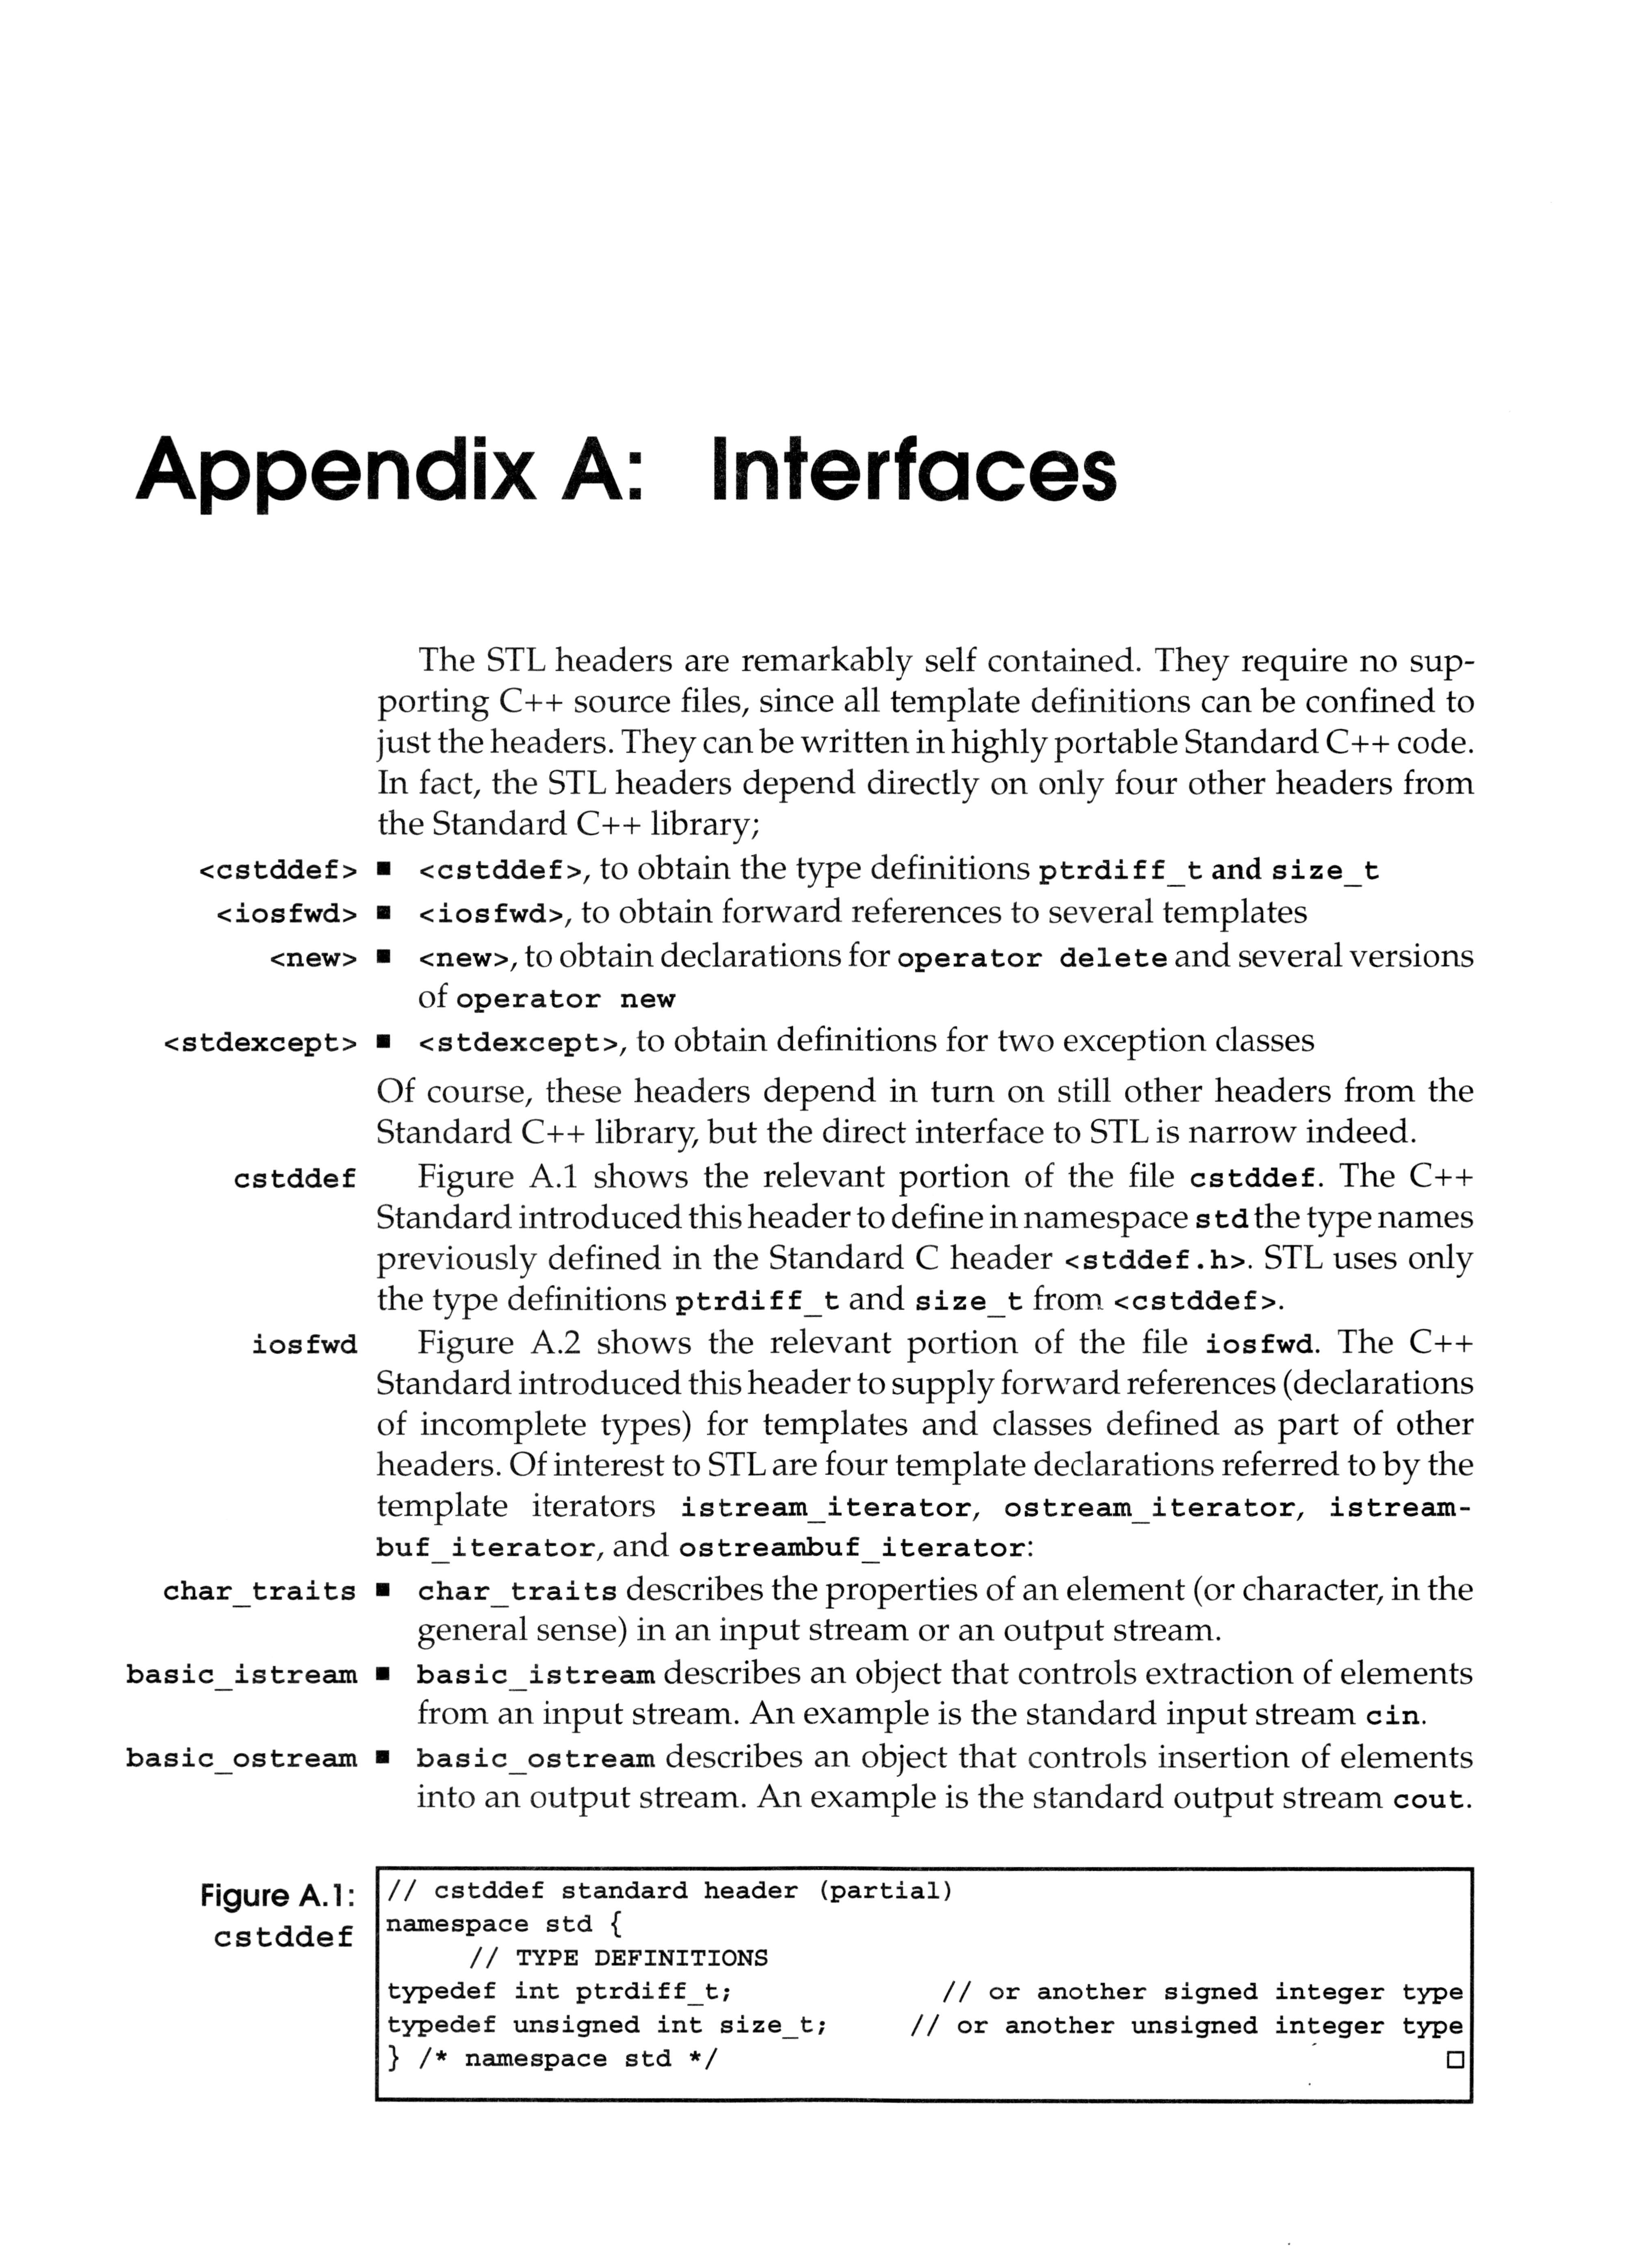 Appendix A: Interfaces
The STL headers are remarkably self contained. They require no sup-
porting C++ source files, since all template definitions can be confined to
just the headers. They can be written in highly portable Standard C++ code.
In fact, the STL headers depend directly on only four other headers from
the Standard C++ library;
<cstddef> ■ <cstddef>, to obtain the type definitions ptrdiff_t and size_t
<iosfwd> ■ <iosfwd>, to obtain forward references to several templates
<new> ■ <new>, to obtain declarations for operator delete and several versions
of operator new
<stdexcept> ■ <stdexcept>, to obtain definitions for two exception classes
Of course, these headers depend in turn on still other headers from the
Standard C++ library, but the direct interface to STL is narrow indeed.
cstddef Figure A.1 shows the relevant portion of the file cstddef. The C++
Standard introduced this header to define in namespace std the type names
previously defined in the Standard C header <stddef.h>. STL uses only
the type definitions ptrdiff_t and size_t from <cstddef>.
iosfwd Figure A.2 shows the relevant portion of the file iosfwd. The C++
Standard introduced this header to supply forward references (declarations
of incomplete types) for templates and classes defined as part of other
headers. Of interest to STL are four template declarations referred to by the
template iterators istream_iterator, ostream_iterator, istream-
buf_iterator, and ostreambuf_iterator:
char_traits ■ char_traits describes the properties of an element (or character, in the
general sense) in an input stream or an output stream.
basic_istream ■ basic_istream describes an object that controls extraction of elements
from an input stream. An example is the standard input stream cin.
basic_ostream ■ basic_ostream describes an object that controls insertion of elements
into an output stream. An example is the standard output stream cout.
Figure A.1:
cstddef
// cstddef standard header (partial)
namespace std {
// TYPE DEFINITIONS
typedef int ptrdiff_t; // or another signed integer type
typedef unsigned int size_t; // or another unsigned integer type
} /* namespace std */ □